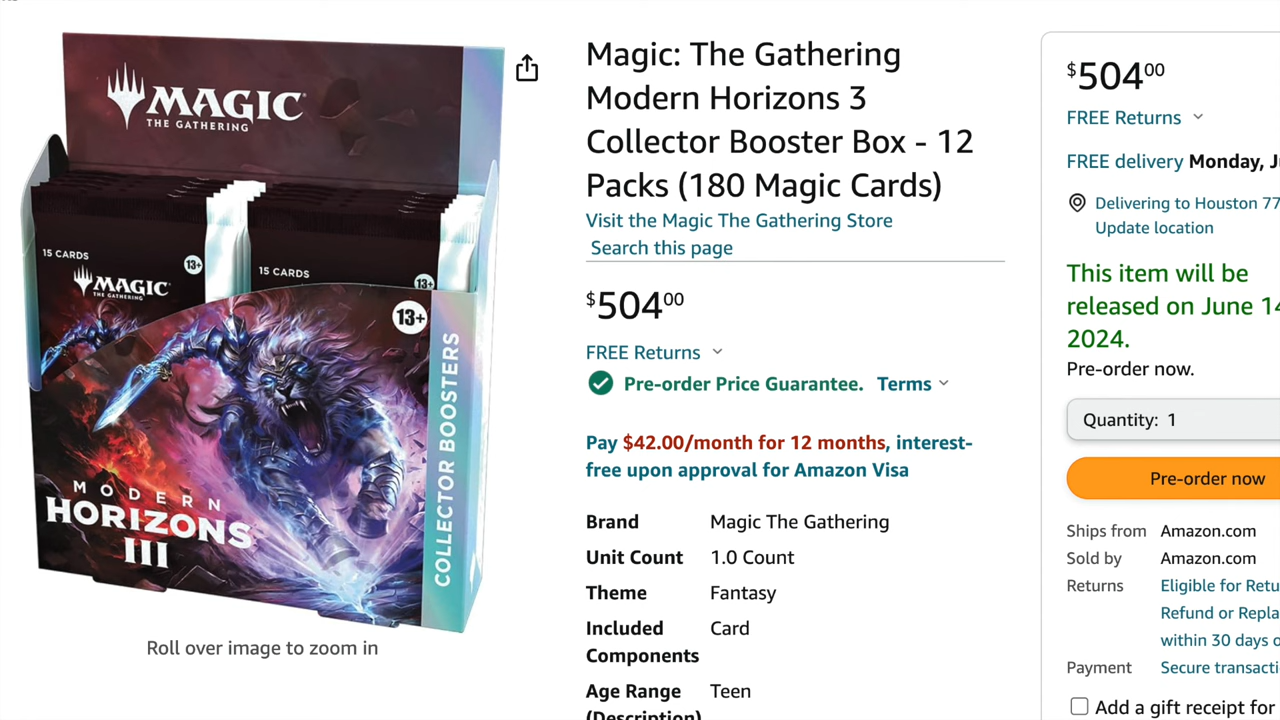 MAGIC
THE GATHERING
15 CARDS
13+
MAGIC
THE GATHERING
15 CARDS
13+
13+
MODERN
HORIZONS
III
COLLECTOR BOOSTERS
Roll over image to zoom in
Magic: The Gathering
Modern Horizons 3
Collector Booster Box - 12
Packs (180 Magic Cards)
Visit the Magic The Gathering Store
Search this page
$504.00
FREE Returns
Pre-order Price Guarantee. Terms
Pay $42.00/month for 12 months, interest-
free upon approval for Amazon Visa
Brand Magic The Gathering
Unit Count 1.0 Count
Theme Fantasy
Included Card
Components
Age Range Teen
(Description)
$504.00
FREE Returns
FREE delivery Monday,
Delivering to Houston 77
Update location
This item will be
released on June 14
2024.
Pre-order now.
Quantity: 1
Pre-order now
Ships from Amazon.com
Sold by Amazon.com
Returns Eligible for Retu
Refund or Repla
within 30 days o
Payment Secure transacti
Add a gift receipt for